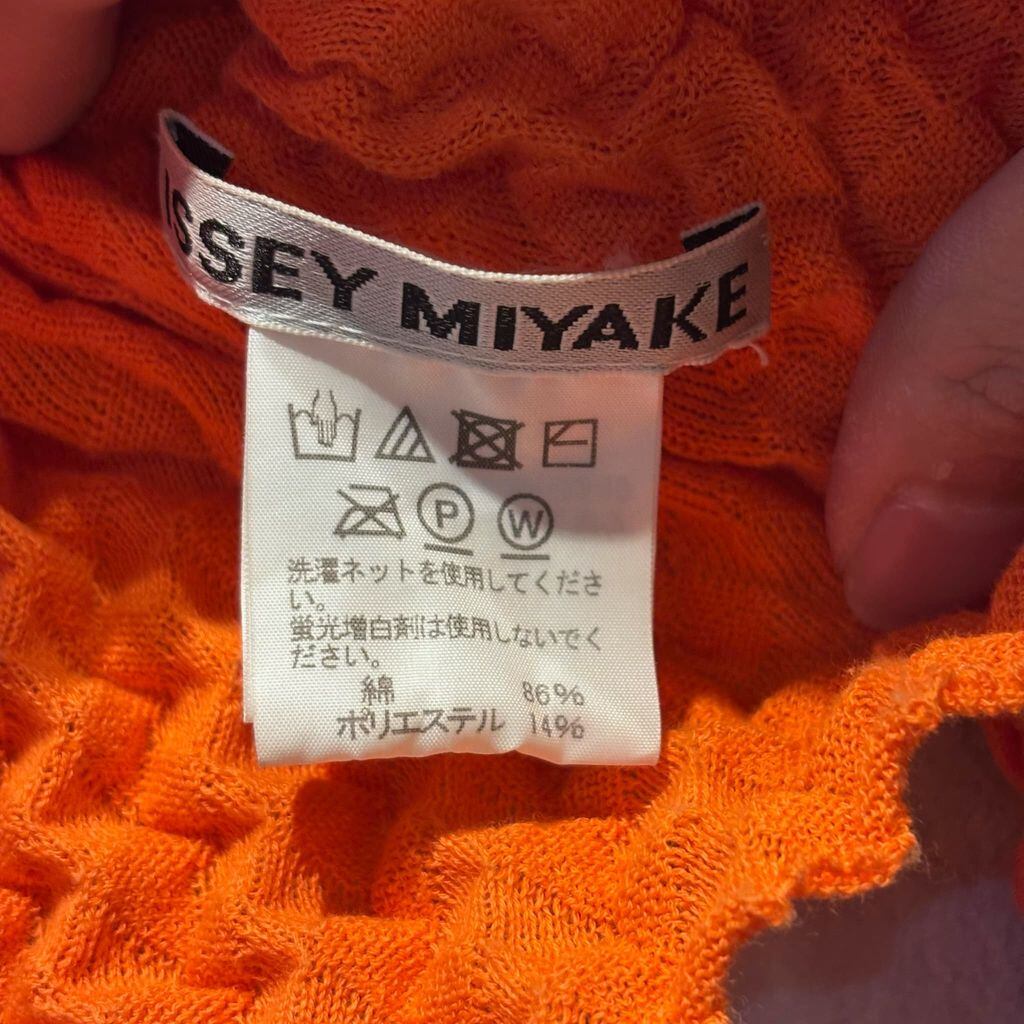 ISSEY MIYAKE
P W
洗濯ネットを使用してくださ
い。
蛍光増白剤は使用しないでく
ださい。
綿 86%
ポリエステル 14%